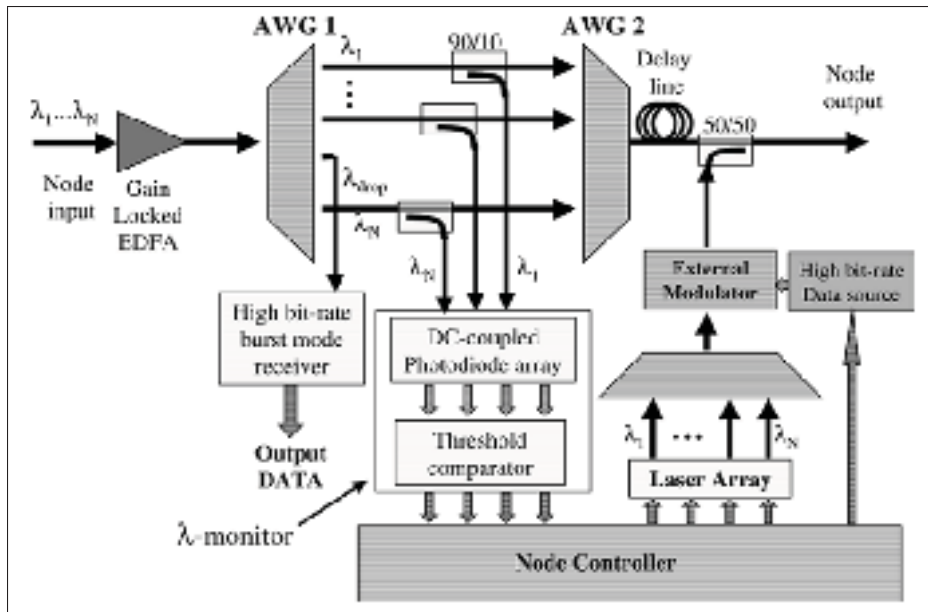 AWG 1
AWG 2
λ1
90/10
Delay
line
Node
output
λ1...λN
50/50
Node
input
Gain
Locked
EDFA
λdrop
λN
λN
λ1
External
Modulator
High bit-rate
Data source
High bit-rate
burst mode
receiver
DC-coupled
Photodiode array
Output
DATA
Threshold
comparator
λ1
...
λN
Laser Array
λ-monitor
Node Controller